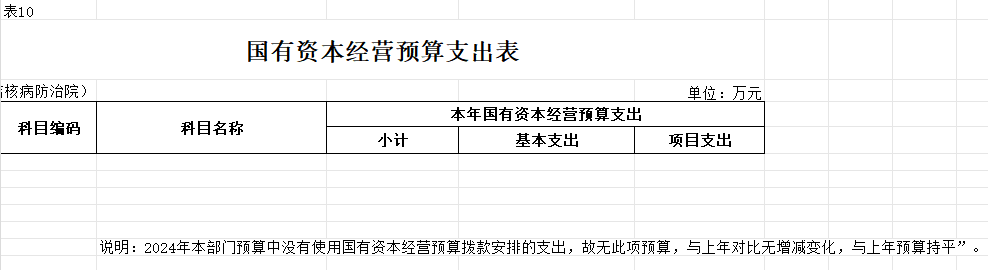 表10
国有资本经营预算支出表
核病防治院）
单位：万元
科目编码
科目名称
本年国有资本经营预算支出
小计
基本支出
项目支出
说明：2024年本部门预算中没有使用国有资本经营预算拨款安排的支出，故无此项预算，与上年对比无增减变化，与上年预算持平”。